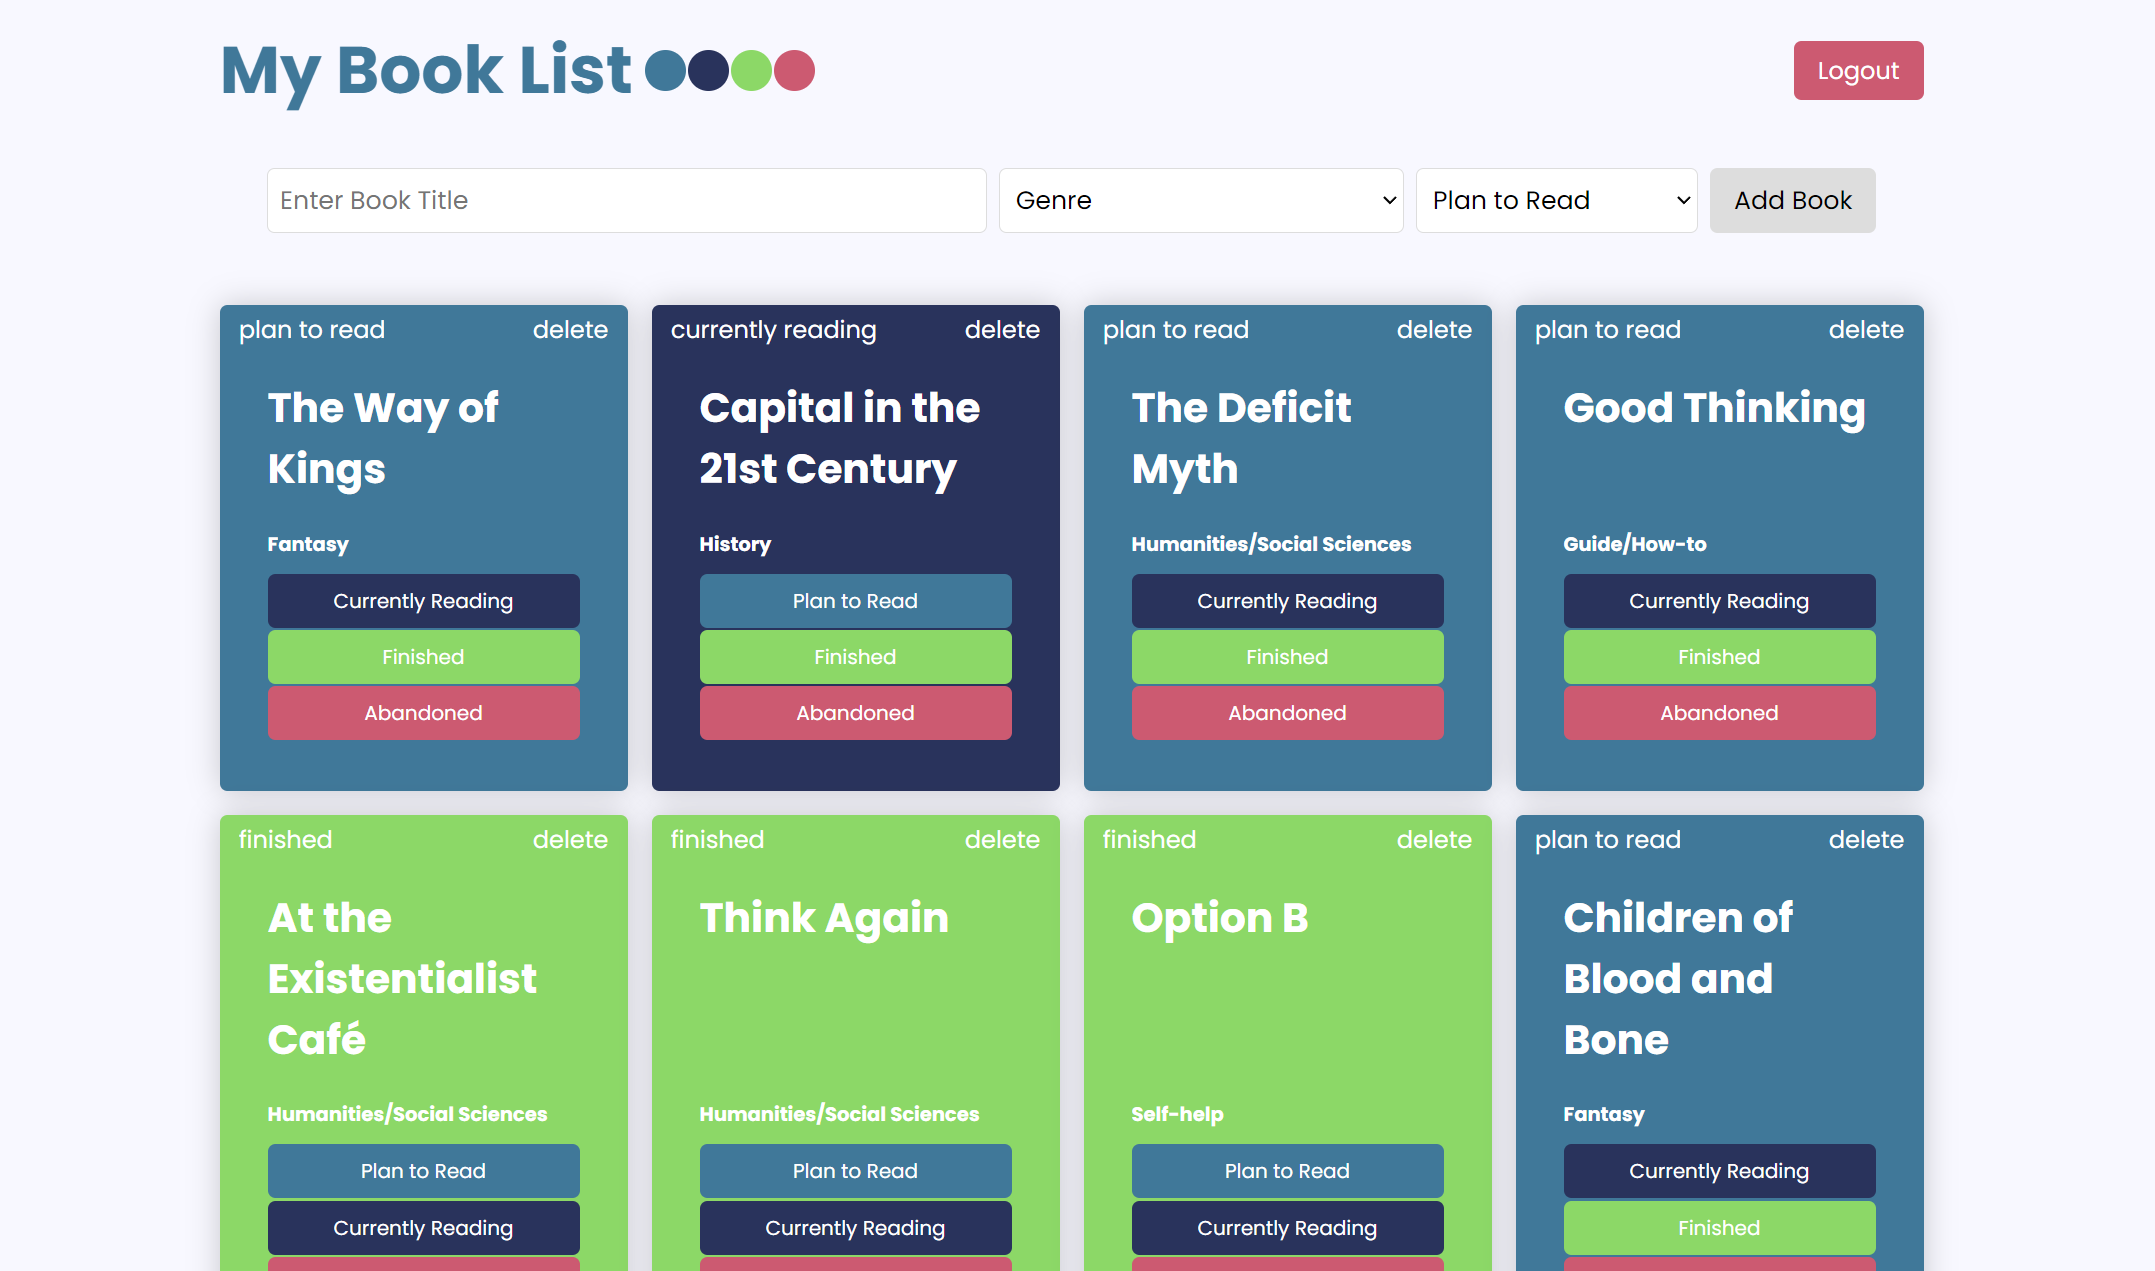 My Book List
Logout
Enter Book Title
Genre
Plan to Read
Add Book
plan to read
delete
The Way of
Kings
Fantasy
Currently Reading
Finished
Abandoned
currently reading
delete
Capital in the
21st Century
History
Plan to Read
Finished
Abandoned
plan to read
delete
The Deficit
Myth
Humanities/Social Sciences
Currently Reading
Finished
Abandoned
plan to read
delete
Good Thinking
Guide/How-to
Currently Reading
Finished
Abandoned
finished
delete
At the
Existentialist
Café
Humanities/Social Sciences
Plan to Read
Currently Reading
finished
delete
Think Again
Humanities/Social Sciences
Plan to Read
Currently Reading
finished
delete
Option B
Self-help
Plan to Read
Currently Reading
plan to read
delete
Children of
Blood and
Bone
Fantasy
Currently Reading
Finished